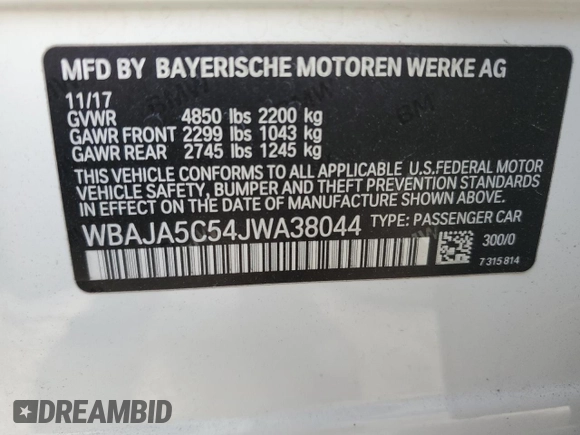 MFD BY BAYERISCHE MOTOREN WERKE AG
11/17
GVWR 4850 lbs 2200 kg
GAWR FRONT 2299 lbs 1043 kg
GAWR REAR 2745 lbs 1245 kg
THIS VEHICLE CONFORMS TO ALL APPLICABLE U.S.FEDERAL MOTOR
VEHICLE SAFETY, BUMPER AND THEFT PREVENTION STANDARDS
IN EFFECT ON THE DATE OF MANUFACTURE SHOWN ABOVE.
WBAJA5C54JWA38044 TYPE: PASSENGER CAR
300/0
7 315 814
DREAMBID